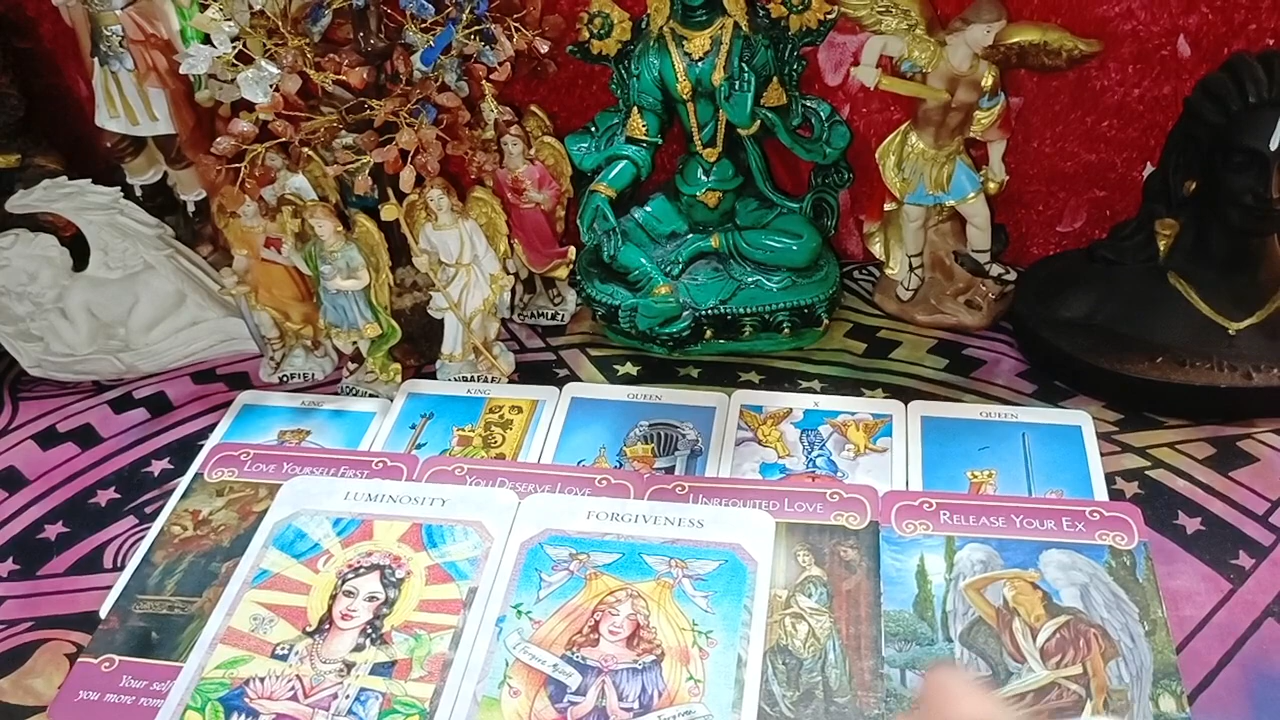 CHAMUEL
JOFIEL
KING
KING
QUEEN
X
QUEEN
LOVE YOURSELF FIRST
YOU DESERVE LOVE
UNREQUITED LOVE
RELEASE YOUR EX
LUMINOSITY
FORGIVENESS
I Forgive Myself
Your self
you more rom